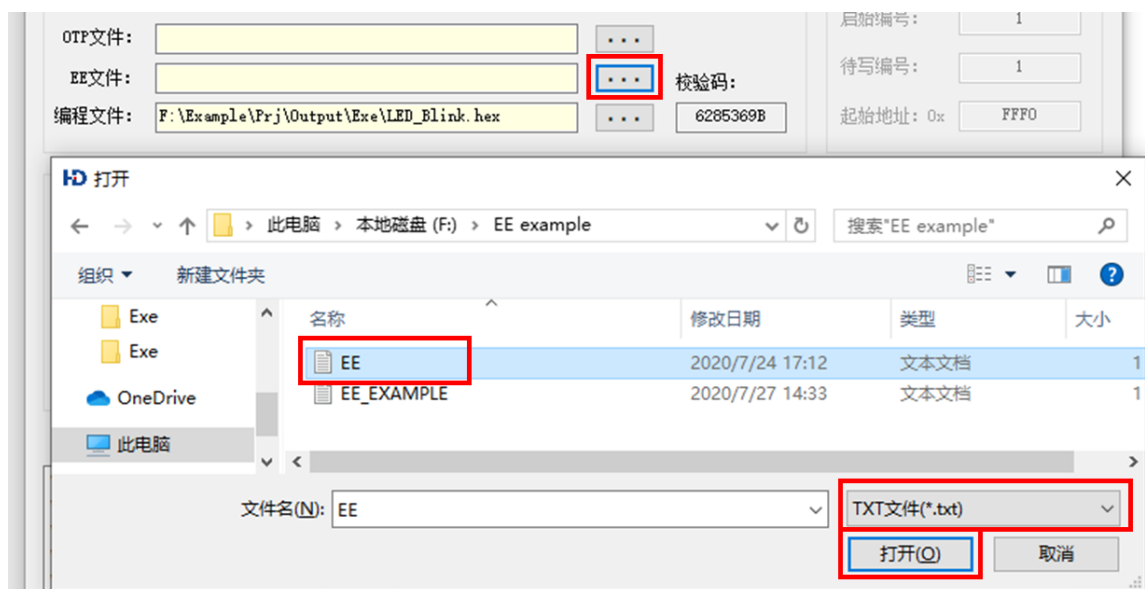 启始编号： 1
OTP文件： ...
EE文件： ... 校验码：
待写编号： 1
编程文件： F:\Example\Prj\Output\Exe\LED_Blink.hex ... 6285369B
起始地址：0x FFF0
HD 打开
此电脑 › 本地磁盘 (F:) › EE example
搜索"EE example"
组织 新建文件夹
Exe
Exe
OneDrive
此电脑
名称 修改日期 类型 大小
EE 2020/7/24 17:12 文本文档 1
EE_EXAMPLE 2020/7/27 14:33 文本文档 1
文件名(N): EE TXT文件(*.txt)
打开(O) 取消